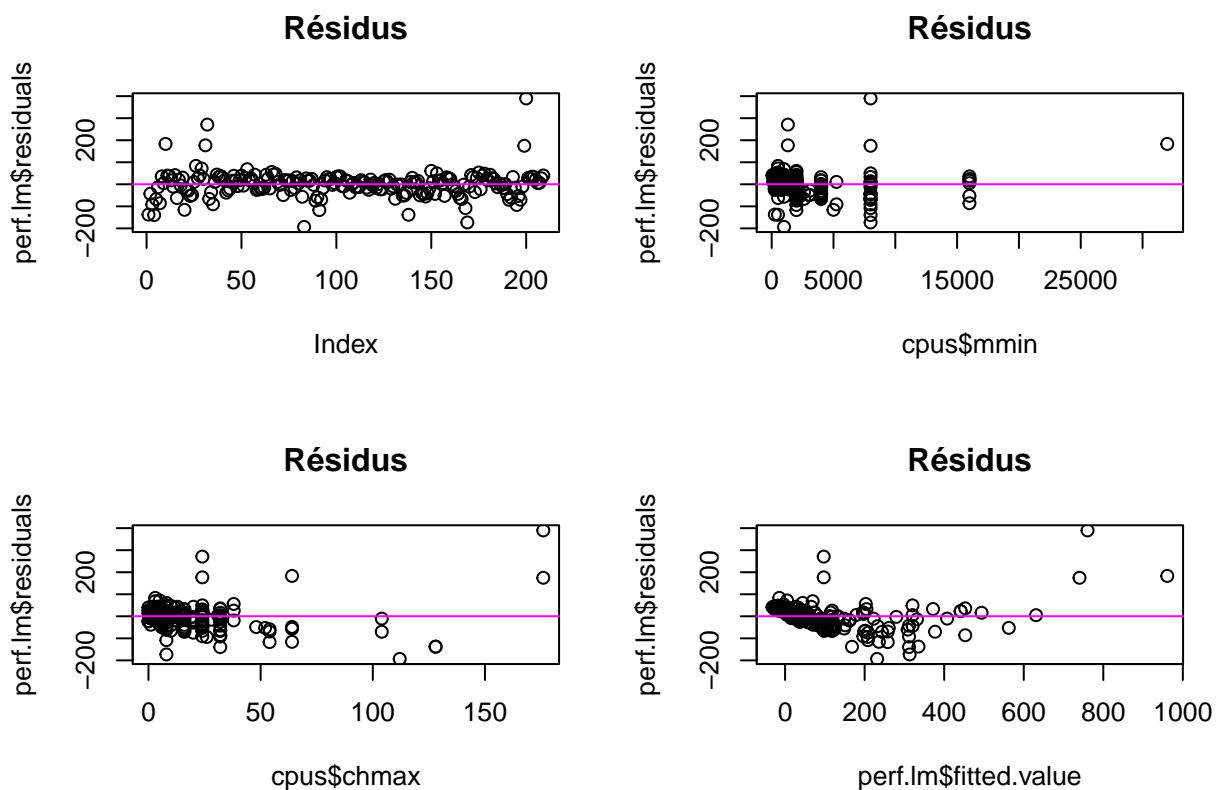 Résidus
perf.lm$residuals
200
−200
0
50
100
150
200
Index
Résidus
perf.lm$residuals
200
−200
0
5000
15000
25000
cpus$mmin
Résidus
perf.lm$residuals
200
−200
0
50
100
150
cpus$chmax
Résidus
perf.lm$residuals
200
−200
0
200
400
600
800
1000
perf.lm$fitted.value